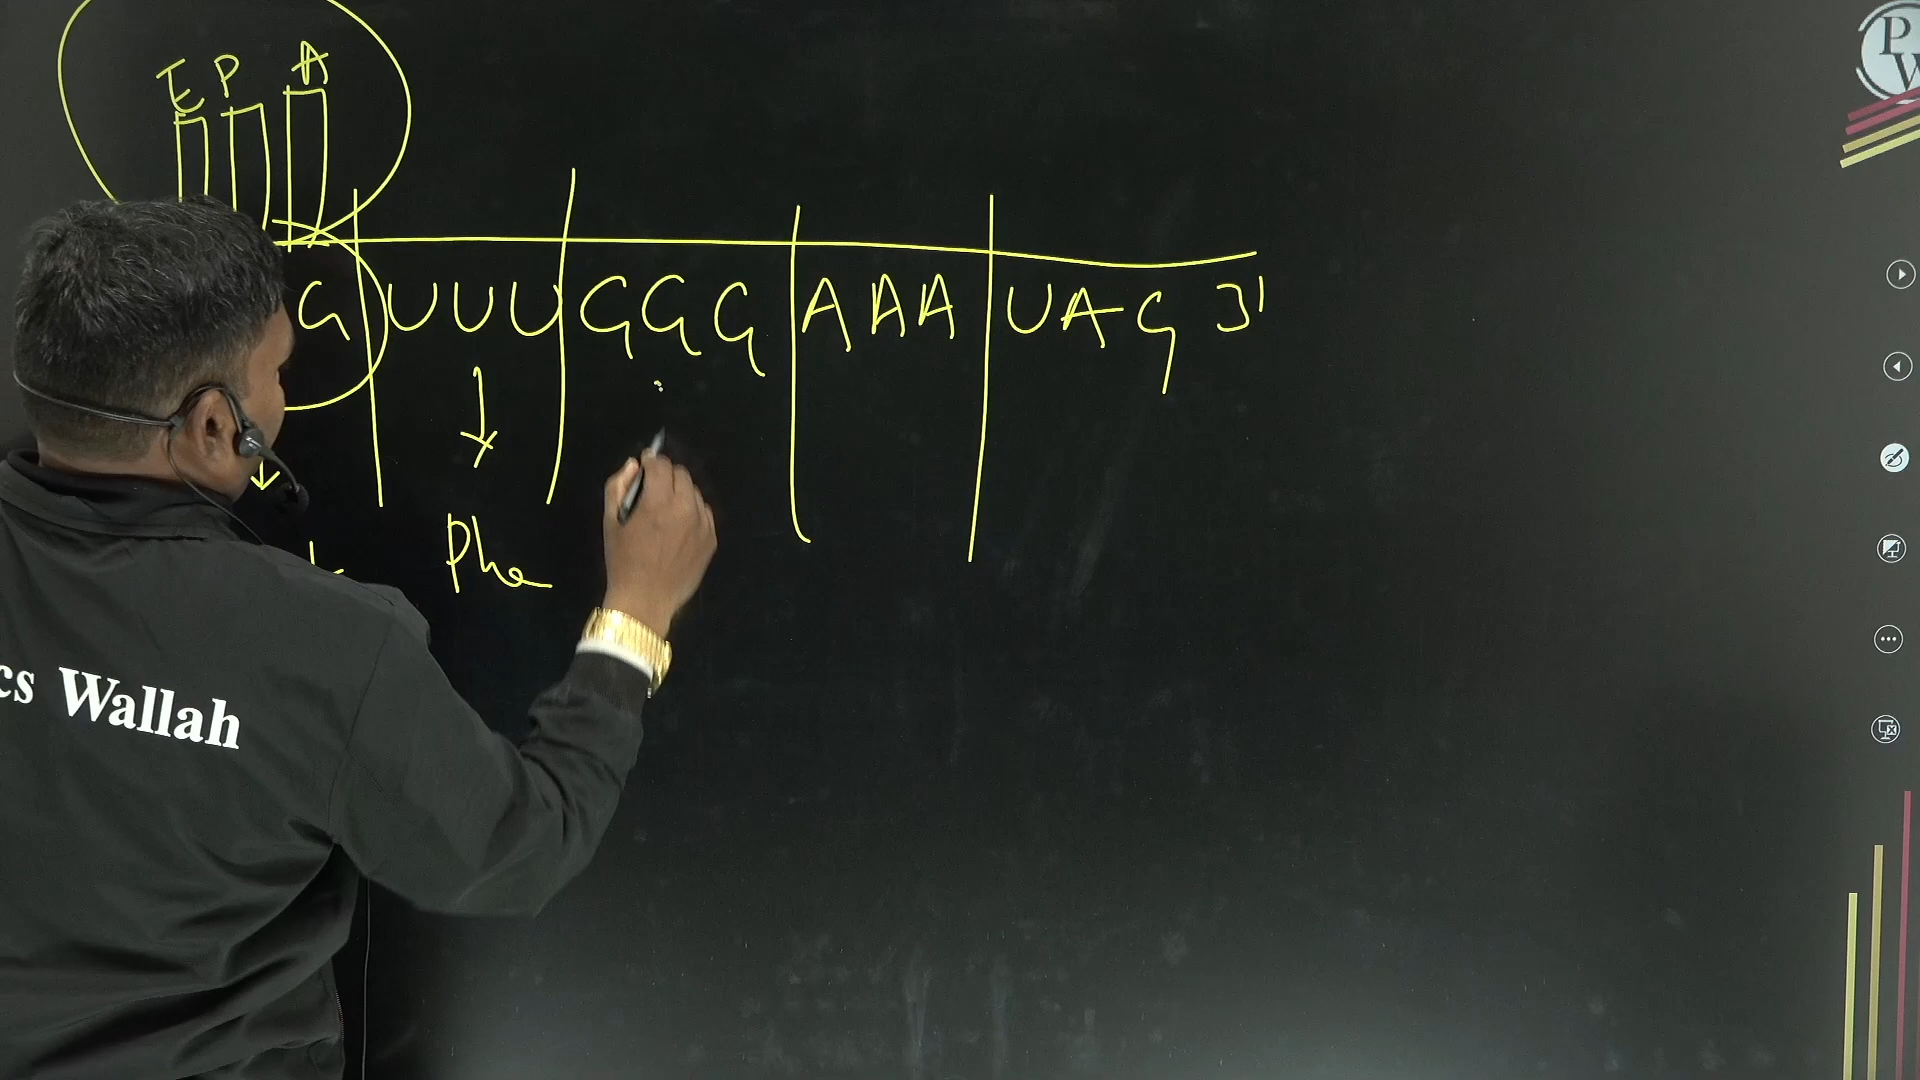 E P A
G UUU GGG AAA UAG 3'
Phe
cs Wallah
P
W